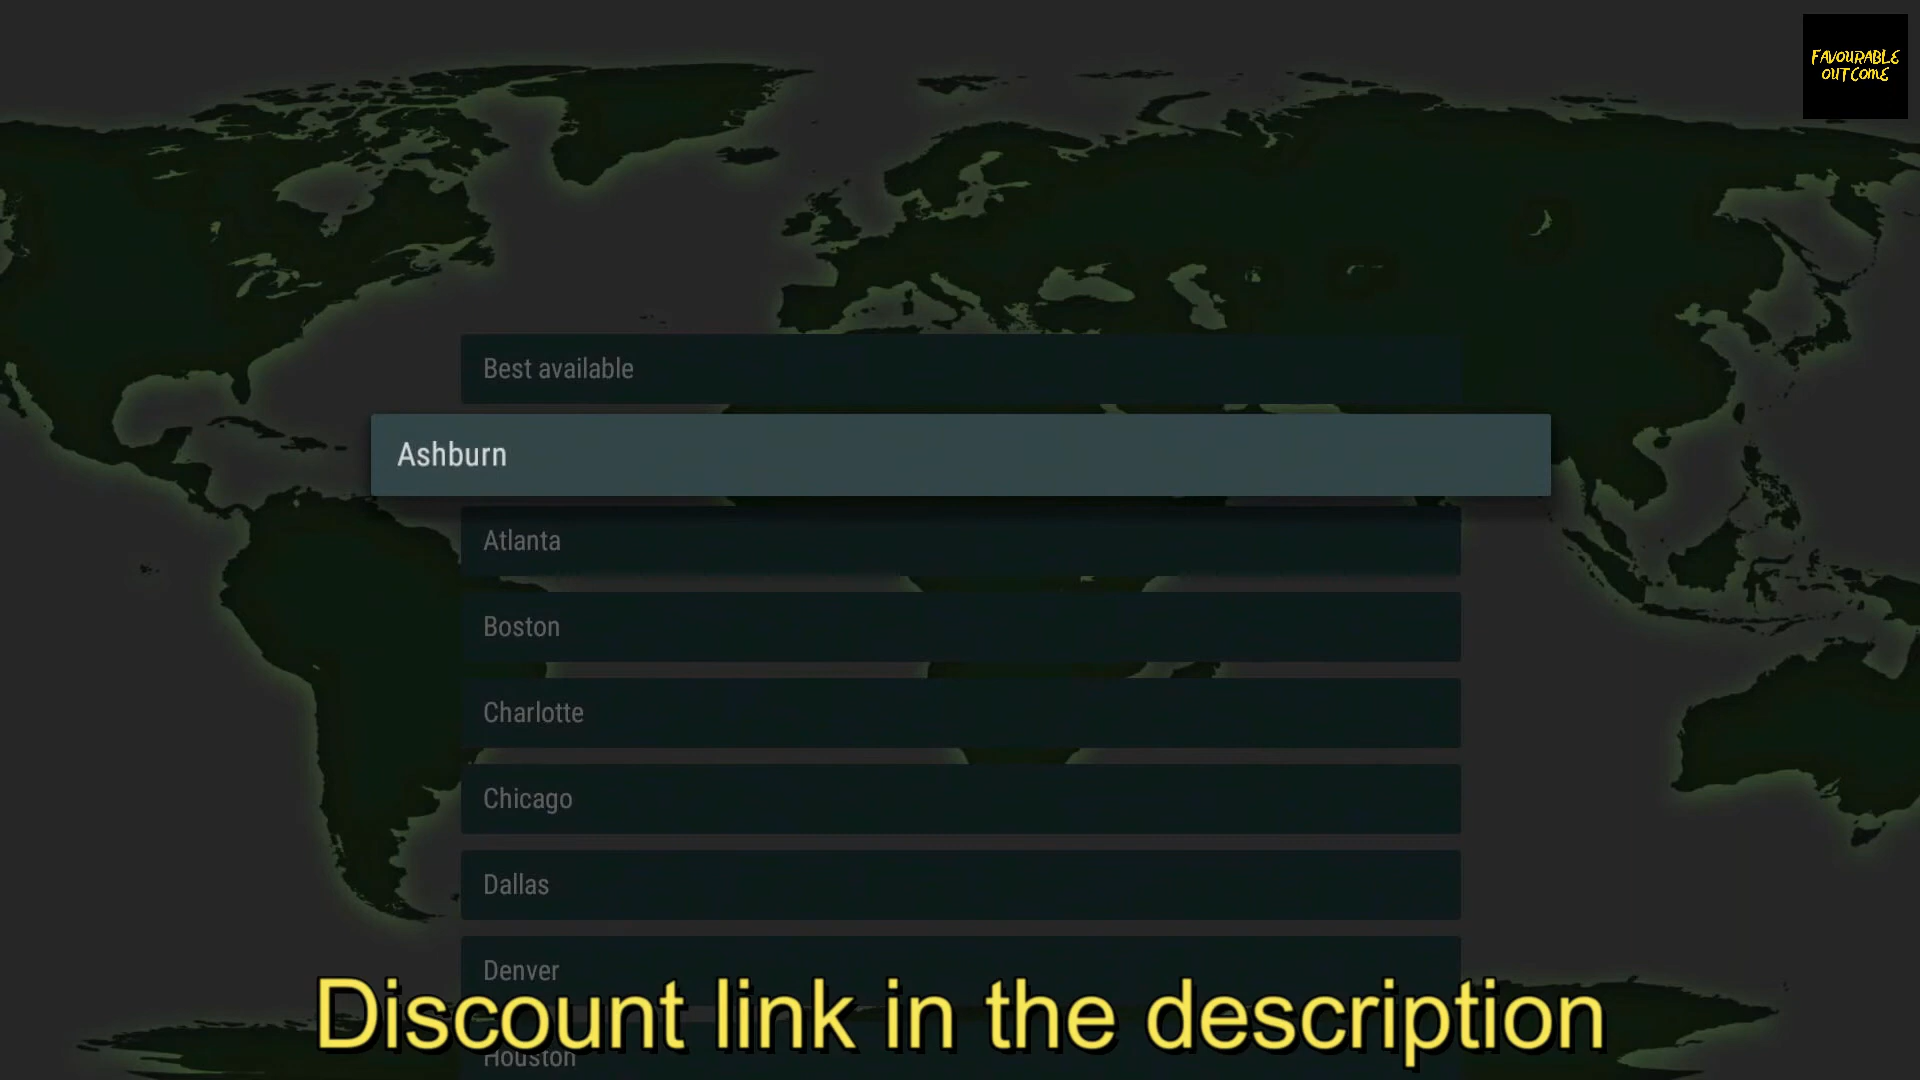 FAVOURABLE
OUTCOME
Best available
Ashburn
Atlanta
Boston
Charlotte
Chicago
Dallas
Denver
Discount link in the description
Houston